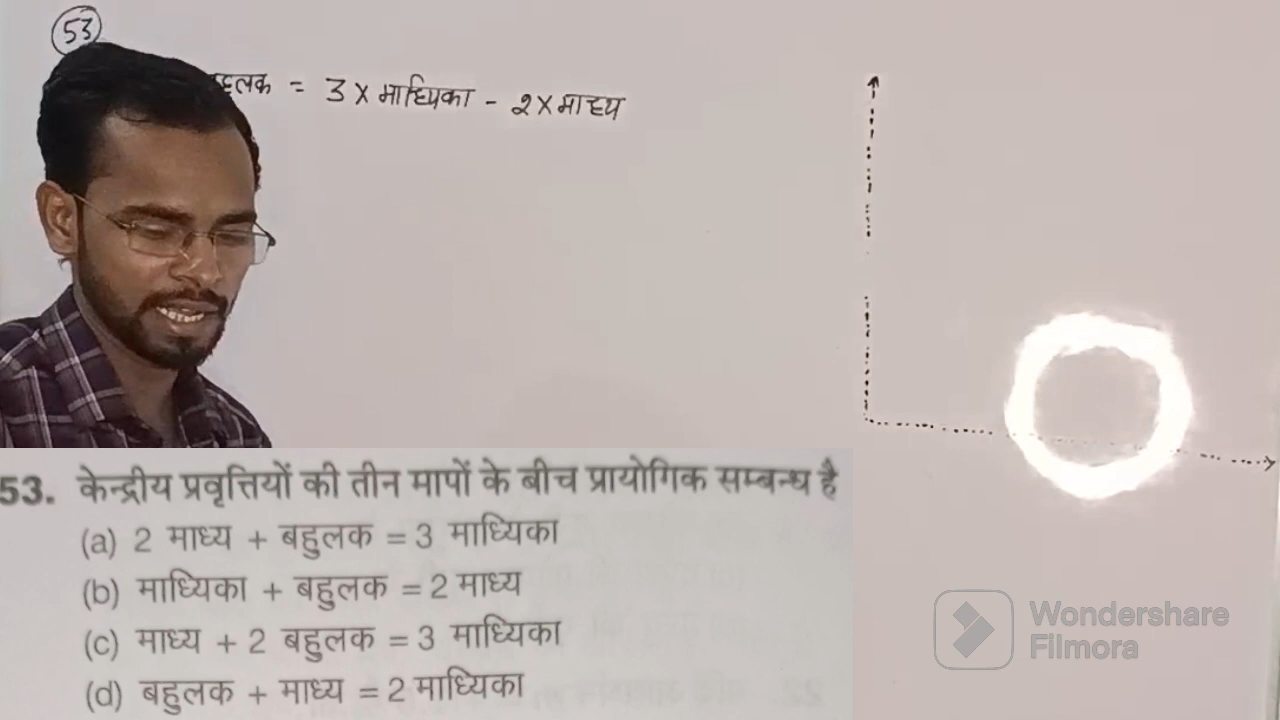 53
= 3 × माध्यिका - 2 × माध्य
53. केन्द्रीय प्रवृत्तियों की तीन मापों के बीच प्रायोगिक सम्बन्ध है
(a) 2 माध्य + बहुलक = 3 माध्यिका
(b) माध्यिका + बहुलक = 2 माध्य
(c) माध्य + 2 बहुलक = 3 माध्यिका
(d) बहुलक + माध्य = 2 माध्यिका
Wondershare
Filmora